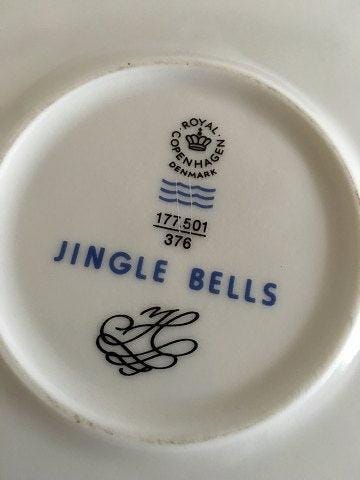 ROYAL
COPENHAGEN
DENMARK
177.501
376
JINGLE BELLS